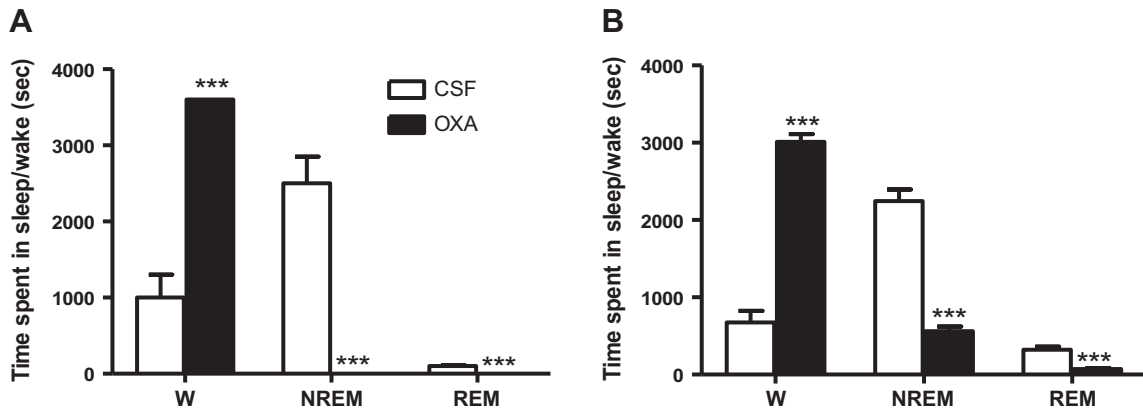 A
Time spent in sleep/wake (sec)
4000
3000
2000
1000
0
***
***
***
CSF
OXA
W
NREM
REM
B
Time spent in sleep/wake (sec)
4000
3000
2000
1000
0
***
***
***
W
NREM
REM